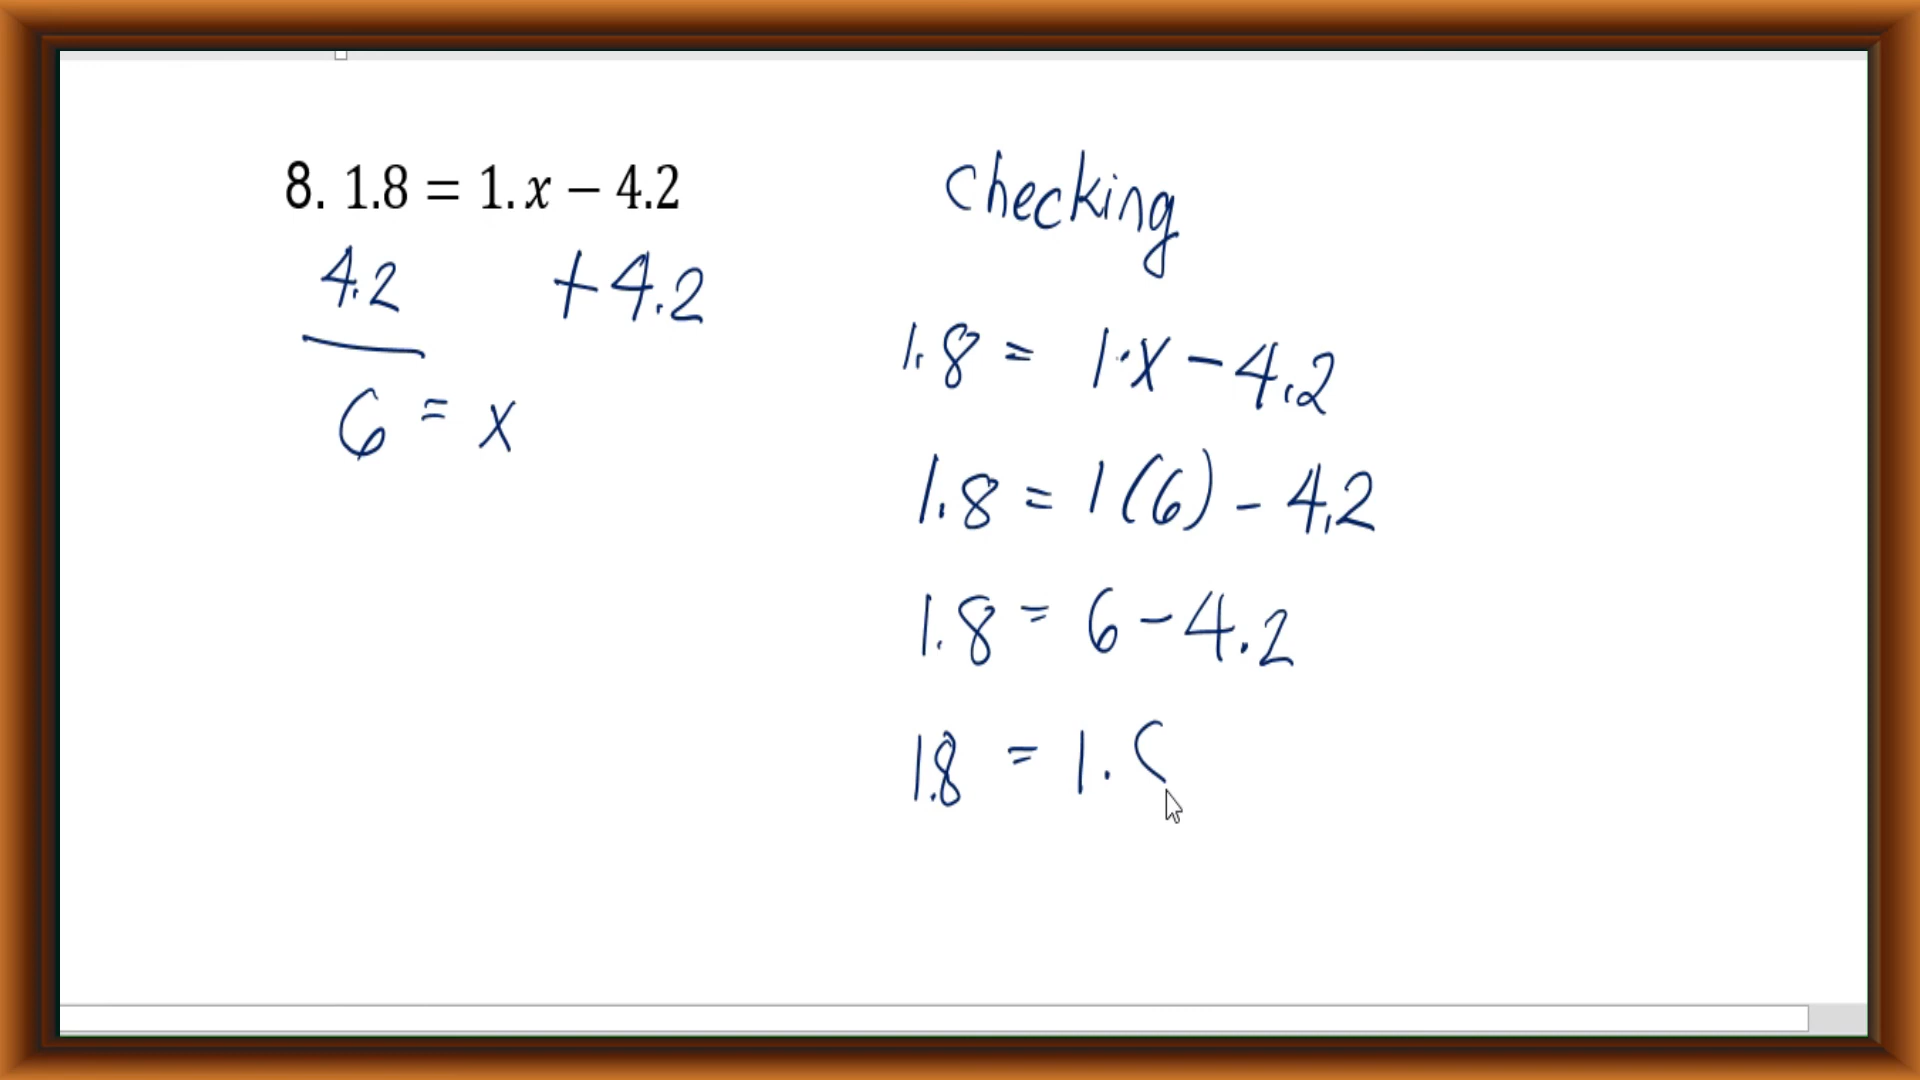 8. 1.8 = 1. x − 4.2
4.2 +4.2
6 = x
Checking
1.8 = 1·x − 4.2
1.8 = 1(6) − 4.2
1.8 = 6 − 4.2
1.8 = 1.